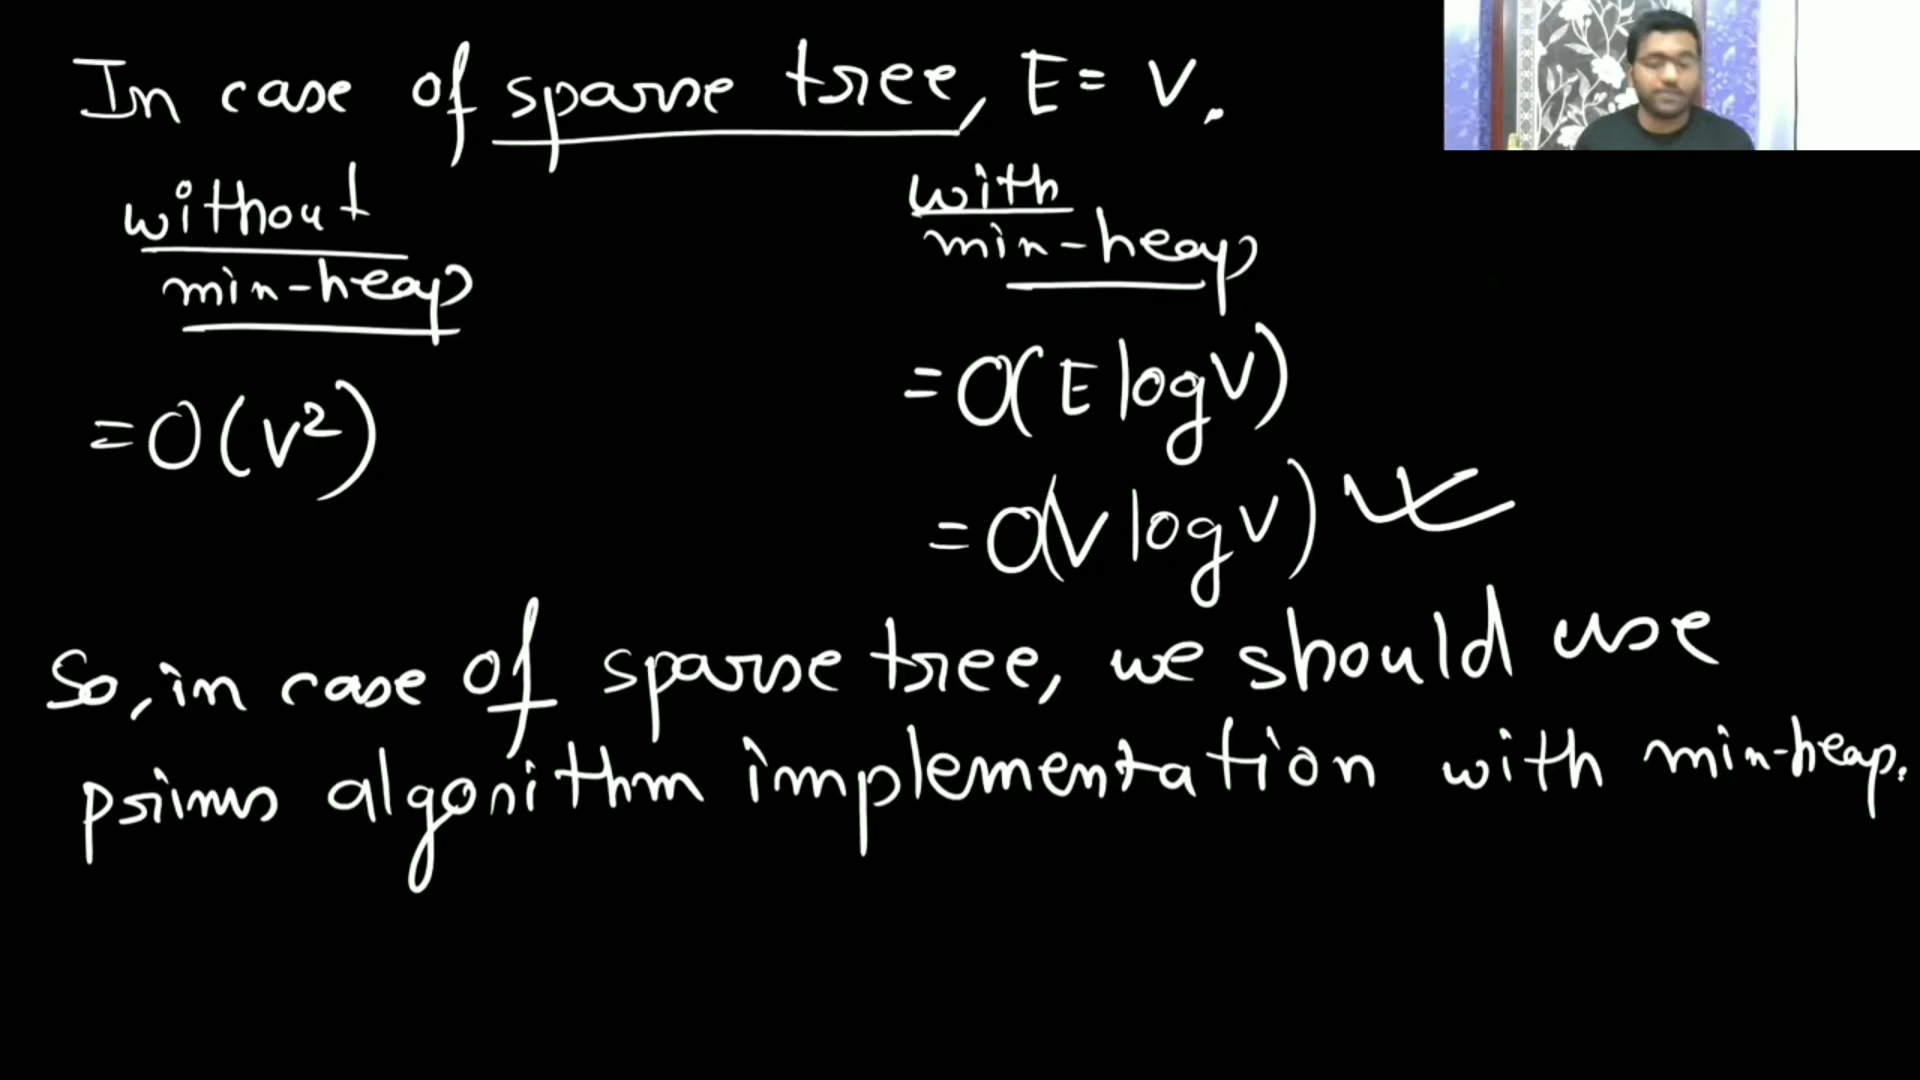 In case of sparse tree, E = V.
without
min-heap
= O(V²)
with
min-heap
= O(E log V)
= O(V log V)
So, in case of sparse tree, we should use
prims algorithm implementation with min-heap.